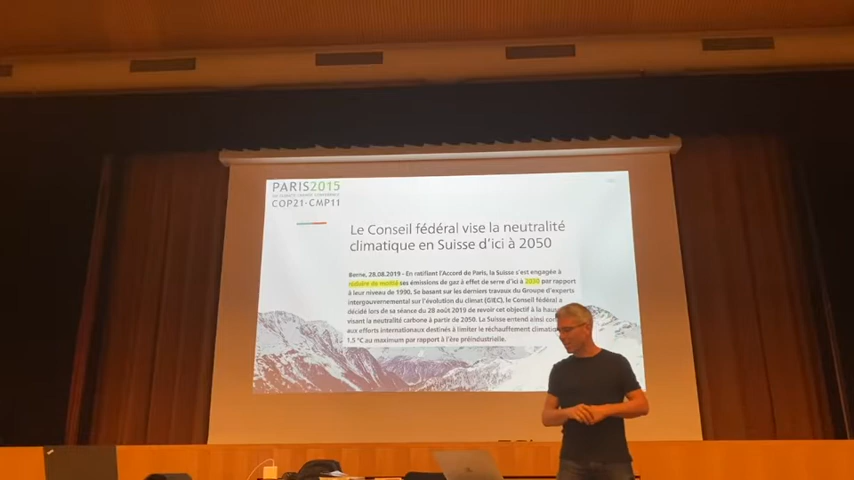 PARIS2015
COP21·CMP11
Le Conseil fédéral vise la neutralité
climatique en Suisse d'ici à 2050
Berne, 28.08.2019 - En ratifiant l'Accord de Paris, la Suisse s'est engagée à
réduire de moitié ses émissions de gaz à effet de serre d'ici à 2030 par rapport
à leur niveau de 1990. Se basant sur les derniers travaux du Groupe d'experts
intergouvernemental sur l'évolution du climat (GIEC), le Conseil fédéral a
décidé lors de sa séance du 28 août 2019 de revoir cet objectif à la hau
visant la neutralité carbone à partir de 2050. La Suisse entend ainsi
aux efforts internationaux destinés à limiter le réchauffement
1,5 °C au maximum par rapport à l'ère préindustrielle.